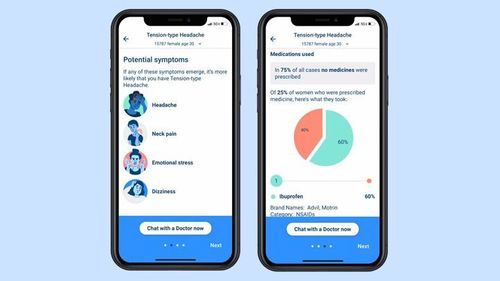 5G
Tension-type Headache
15787 female age 30
Potential symptoms
If any of these symptoms emerge, it's more
likely that you have Tension-type
Headache.
Headache
Neck pain
Emotional stress
Dizziness
Chat with a Doctor now
Next
5G
Tension-type Headache
15787 female age 30
Medications used
In 75% of all cases no medicines were
prescribed
Of 25% of women who were prescribed
medicine, here's what they took:
40%
60%
1
Ibuprofen 60%
Brand Names: Advil, Motrin
Category: NSAIDs
Chat with a Doctor now
Next